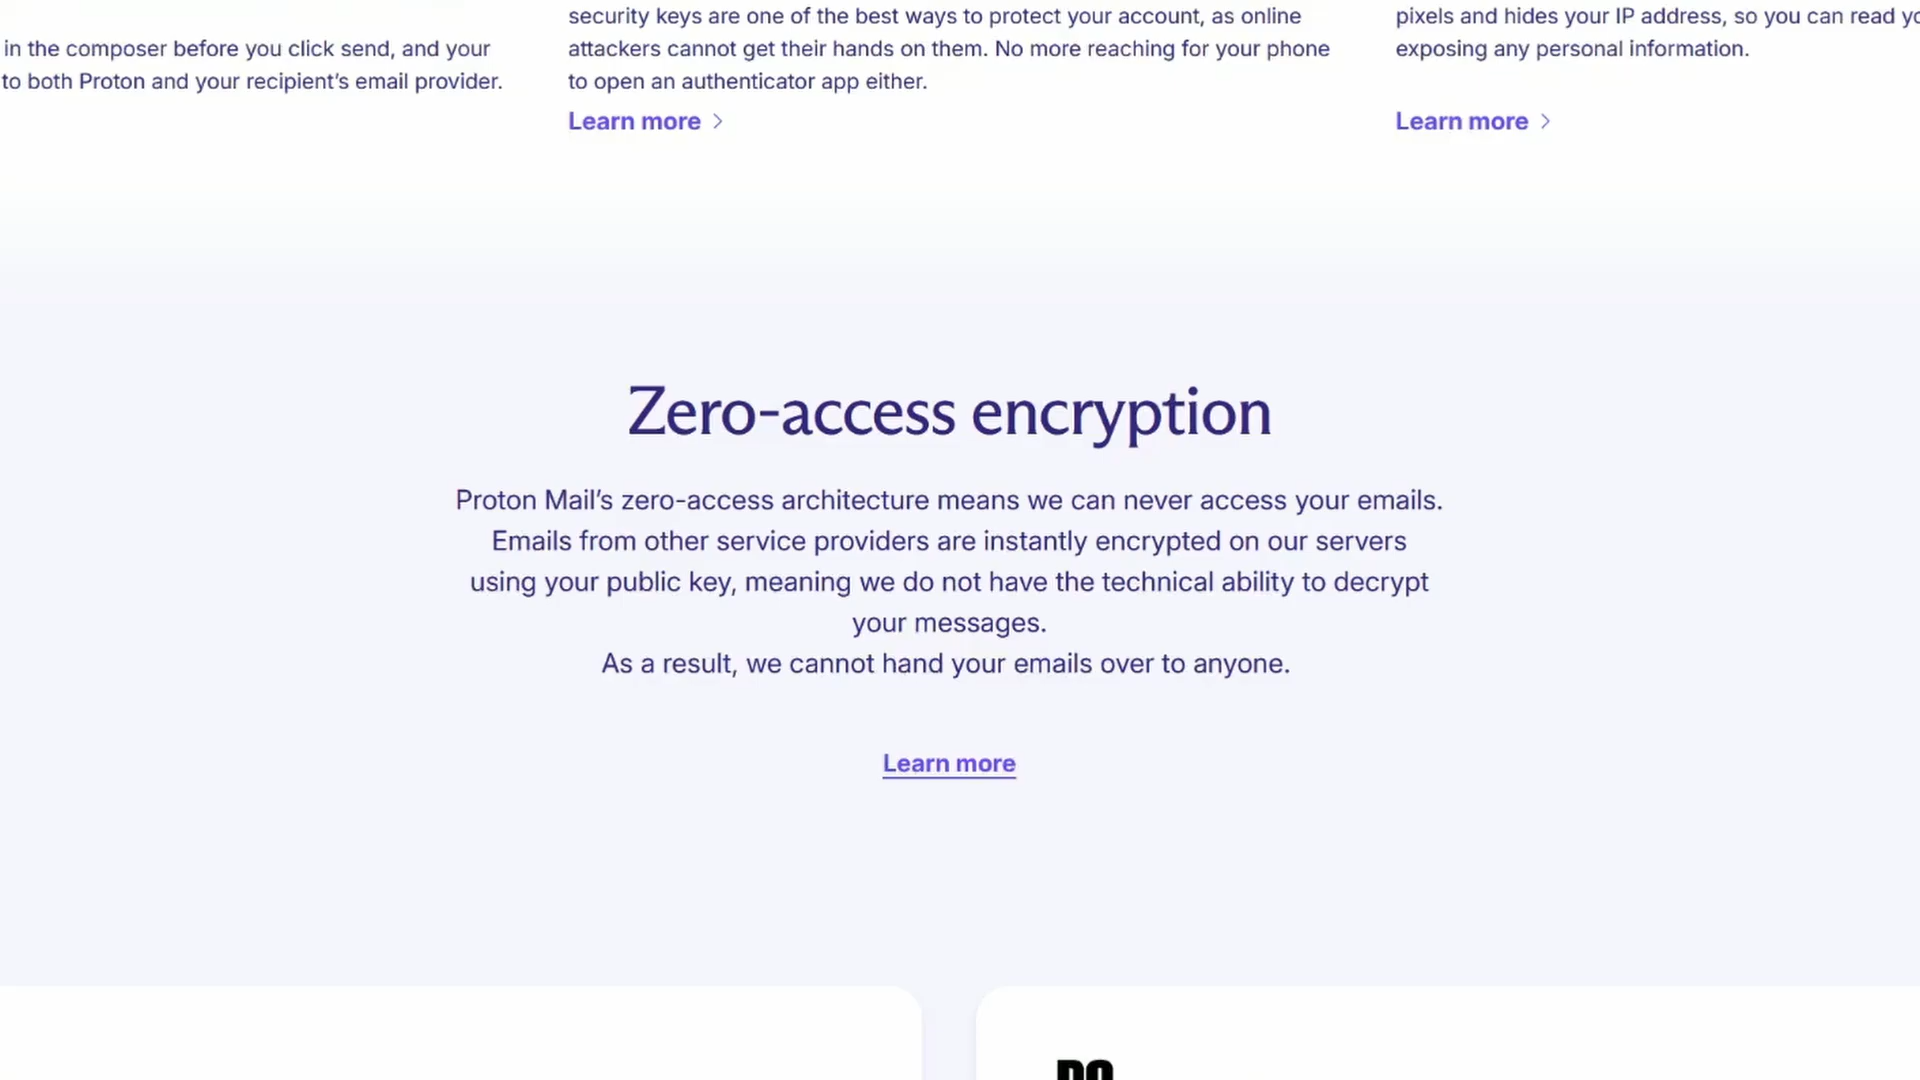 in the composer before you click send, and your
to both Proton and your recipient’s email provider.
security keys are one of the best ways to protect your account, as online
attackers cannot get their hands on them. No more reaching for your phone
to open an authenticator app either.
Learn more
pixels and hides your IP address, so you can read
exposing any personal information.
Learn more
Zero-access encryption
Proton Mail’s zero-access architecture means we can never access your emails.
Emails from other service providers are instantly encrypted on our servers
using your public key, meaning we do not have the technical ability to decrypt
your messages.
As a result, we cannot hand your emails over to anyone.
Learn more